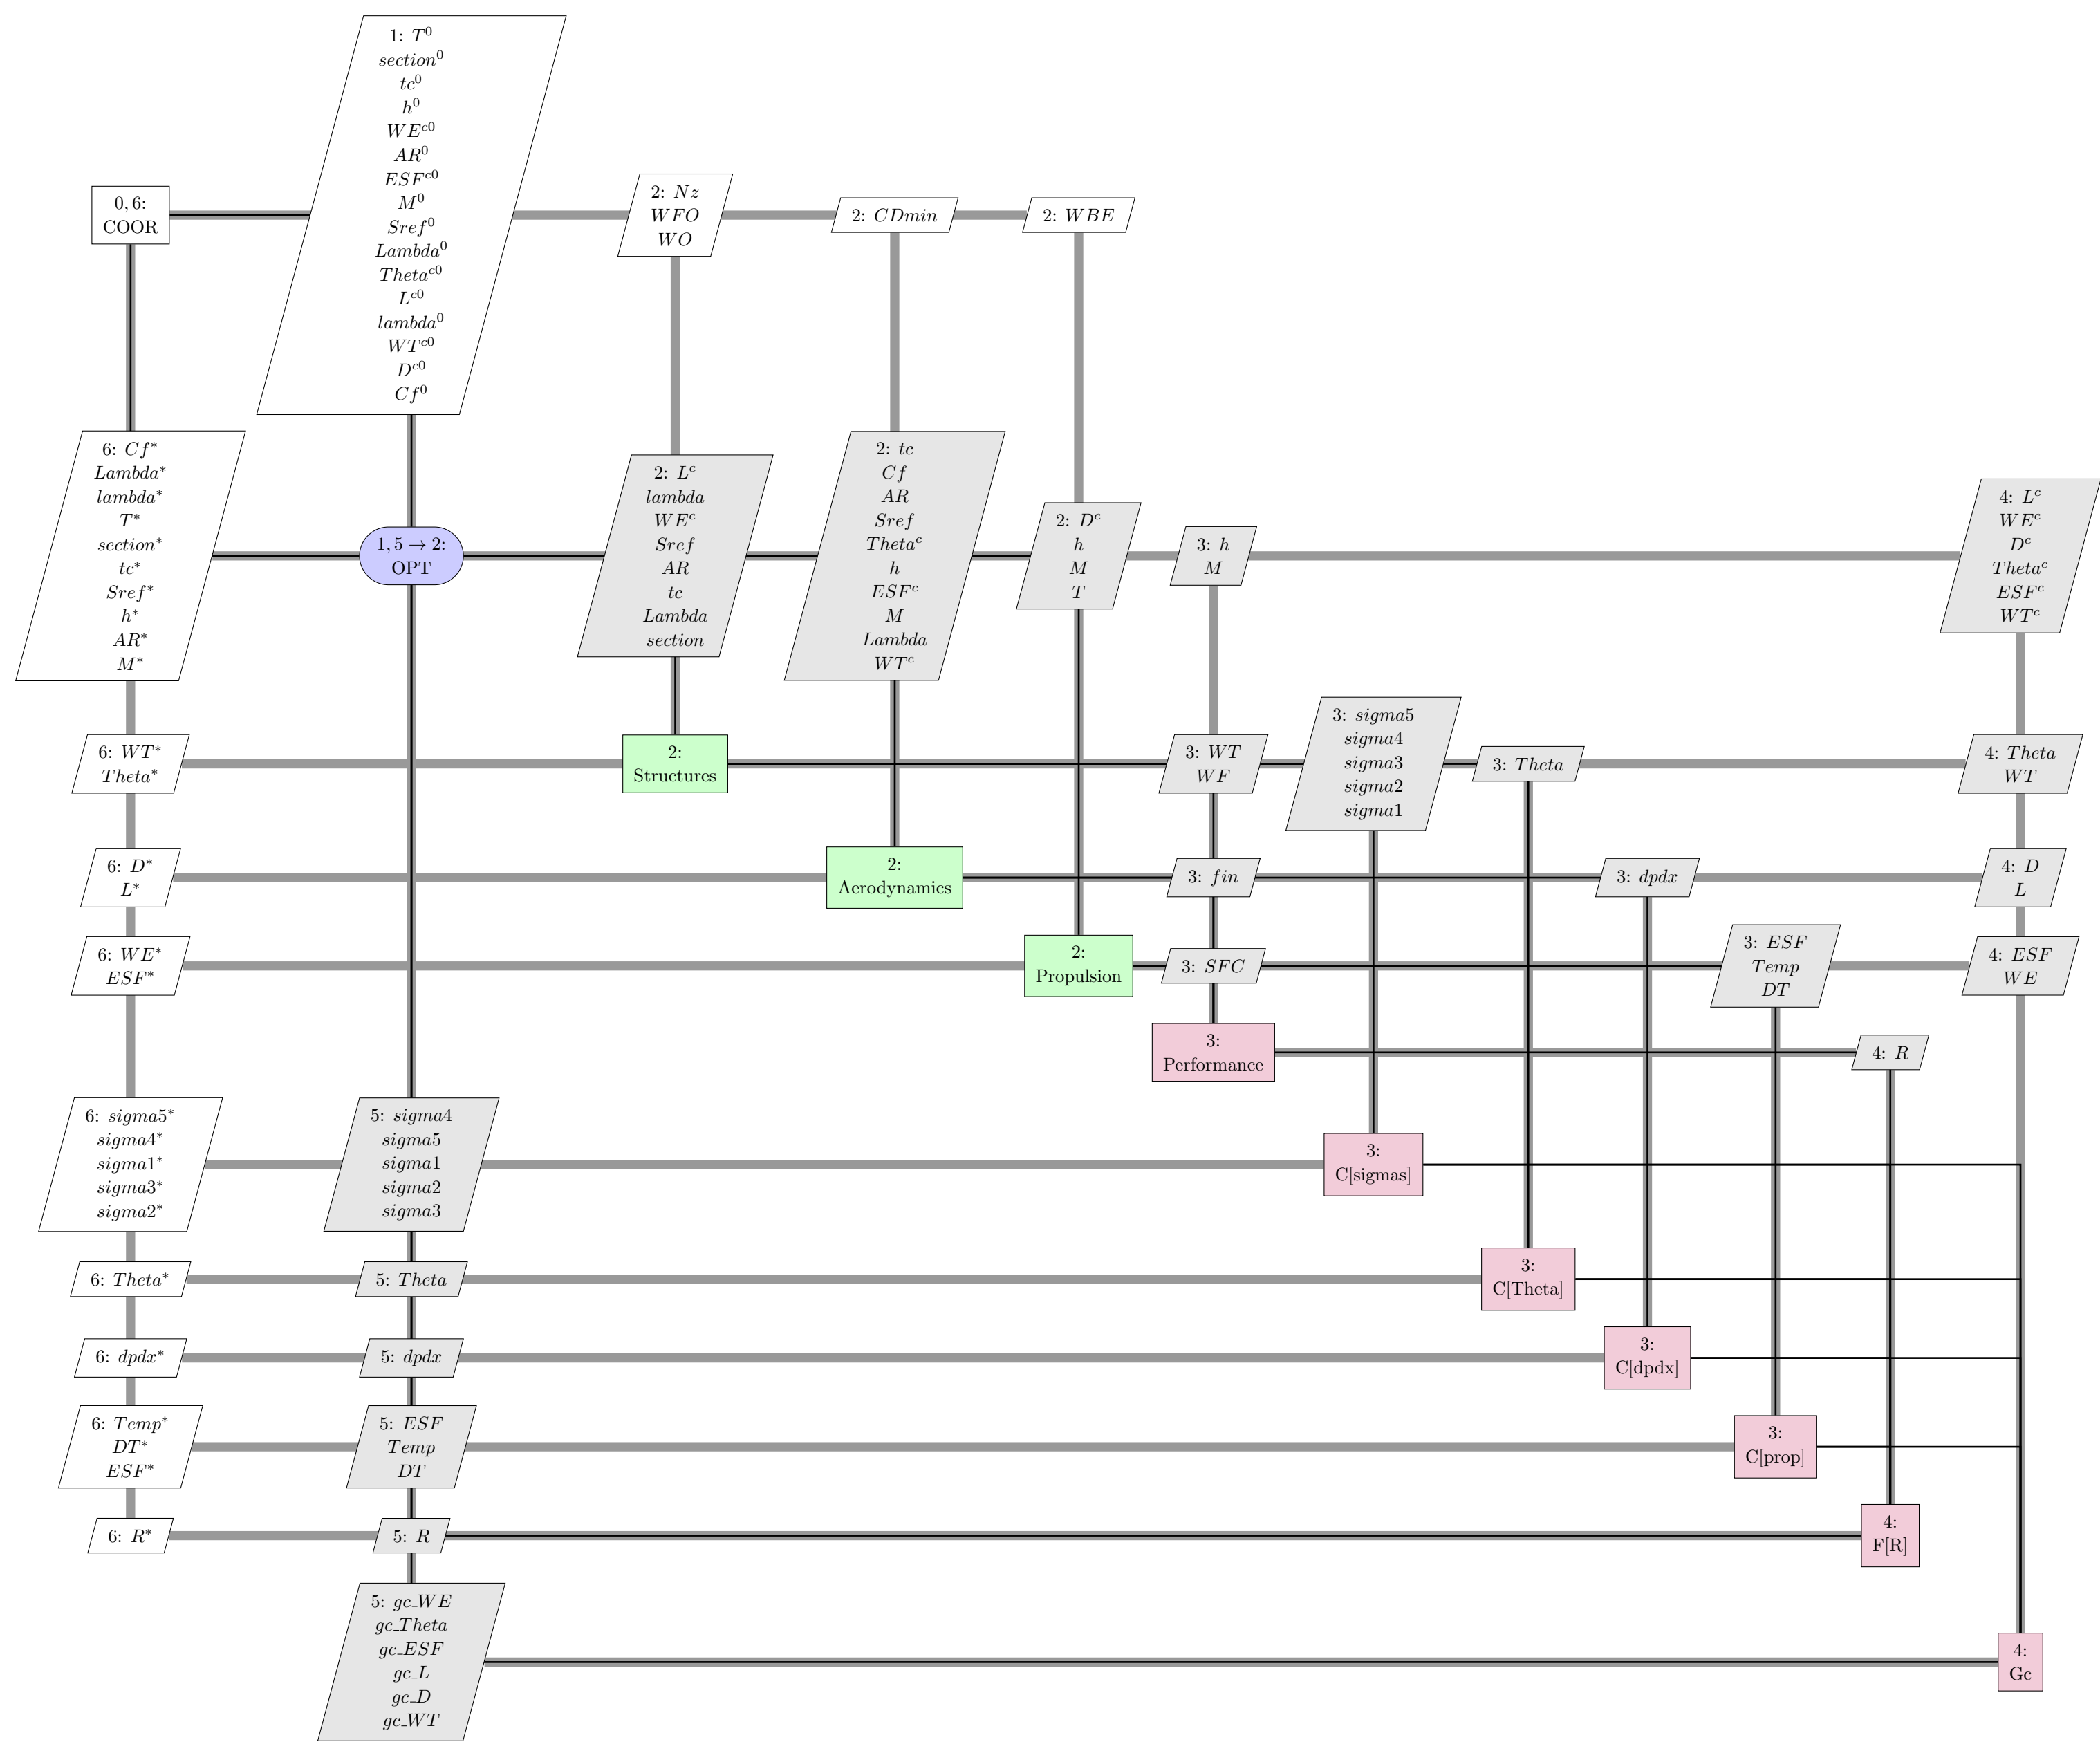 0, 6:
COOR
1: T^0
section^0
tc^0
h^0
WE^{c0}
AR^0
ESF^{c0}
M^0
Sref^0
Lambda^0
Theta^{c0}
L^{c0}
lambda^0
WT^{c0}
D^{c0}
Cf^0
2: Nz
WFO
WO
2: CDmin
2: WBE
6: Cf*
Lambda*
lambda*
T*
section*
tc*
Sref*
h*
AR*
M*
1, 5 → 2:
OPT
2: L^c
lambda
WE^c
Sref
AR
tc
Lambda
section
2: tc
Cf
AR
Sref
Theta^c
h
ESF^c
M
Lambda
WT^c
2: D^c
h
M
T
3: h
M
4: L^c
WE^c
D^c
Theta^c
ESF^c
WT^c
6: WT*
Theta*
2:
Structures
3: WT
WF
3: sigma5
sigma4
sigma3
sigma2
sigma1
3: Theta
4: Theta
WT
6: D*
L*
2:
Aerodynamics
3: fin
3: dpdx
4: D
L
6: WE*
ESF*
2:
Propulsion
3: SFC
3: ESF
Temp
DT
4: ESF
WE
3:
Performance
4: R
6: sigma5*
sigma4*
sigma1*
sigma3*
sigma2*
5: sigma4
sigma5
sigma1
sigma2
sigma3
3:
C[sigmas]
6: Theta*
5: Theta
3:
C[Theta]
6: dpdx*
5: dpdx
3:
C[dpdx]
6: Temp*
DT*
ESF*
5: ESF
Temp
DT
3:
C[prop]
6: R*
5: R
4:
F[R]
5: gc_WE
gc_Theta
gc_ESF
gc_L
gc_D
gc_WT
4:
Gc